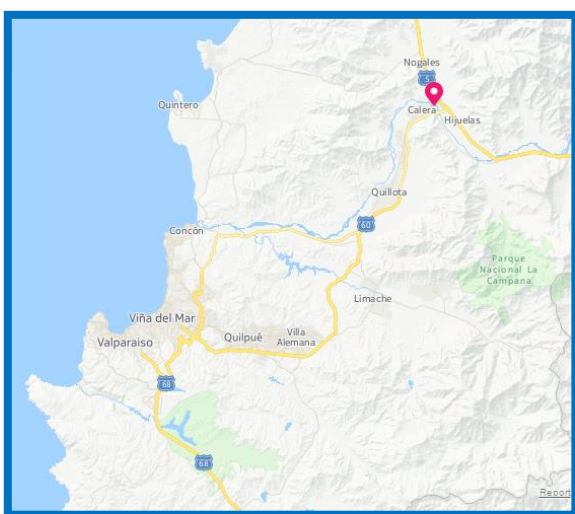 Nogales
5
Calera
Hijuelas
Quintero
Quillota
60
Concón
Parque
Nacional La
Campana
Limache
Viña del Mar
Valparaiso
Quilpué
Villa
Alemana
68
68
Report